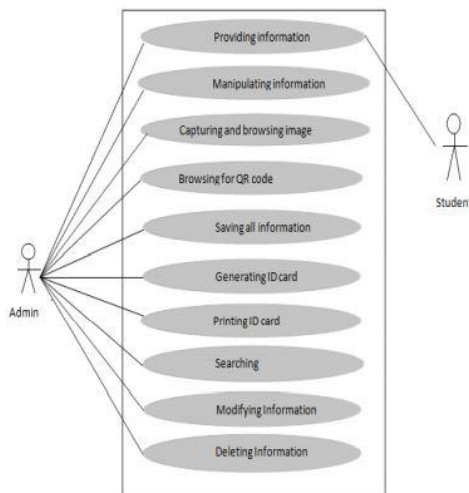 Providing information
Manipulating information
Capturing and browsing image
Browsing for QR code
Saving all information
Generating ID card
Printing ID card
Searching
Modifying Information
Deleting Information
Admin
Student